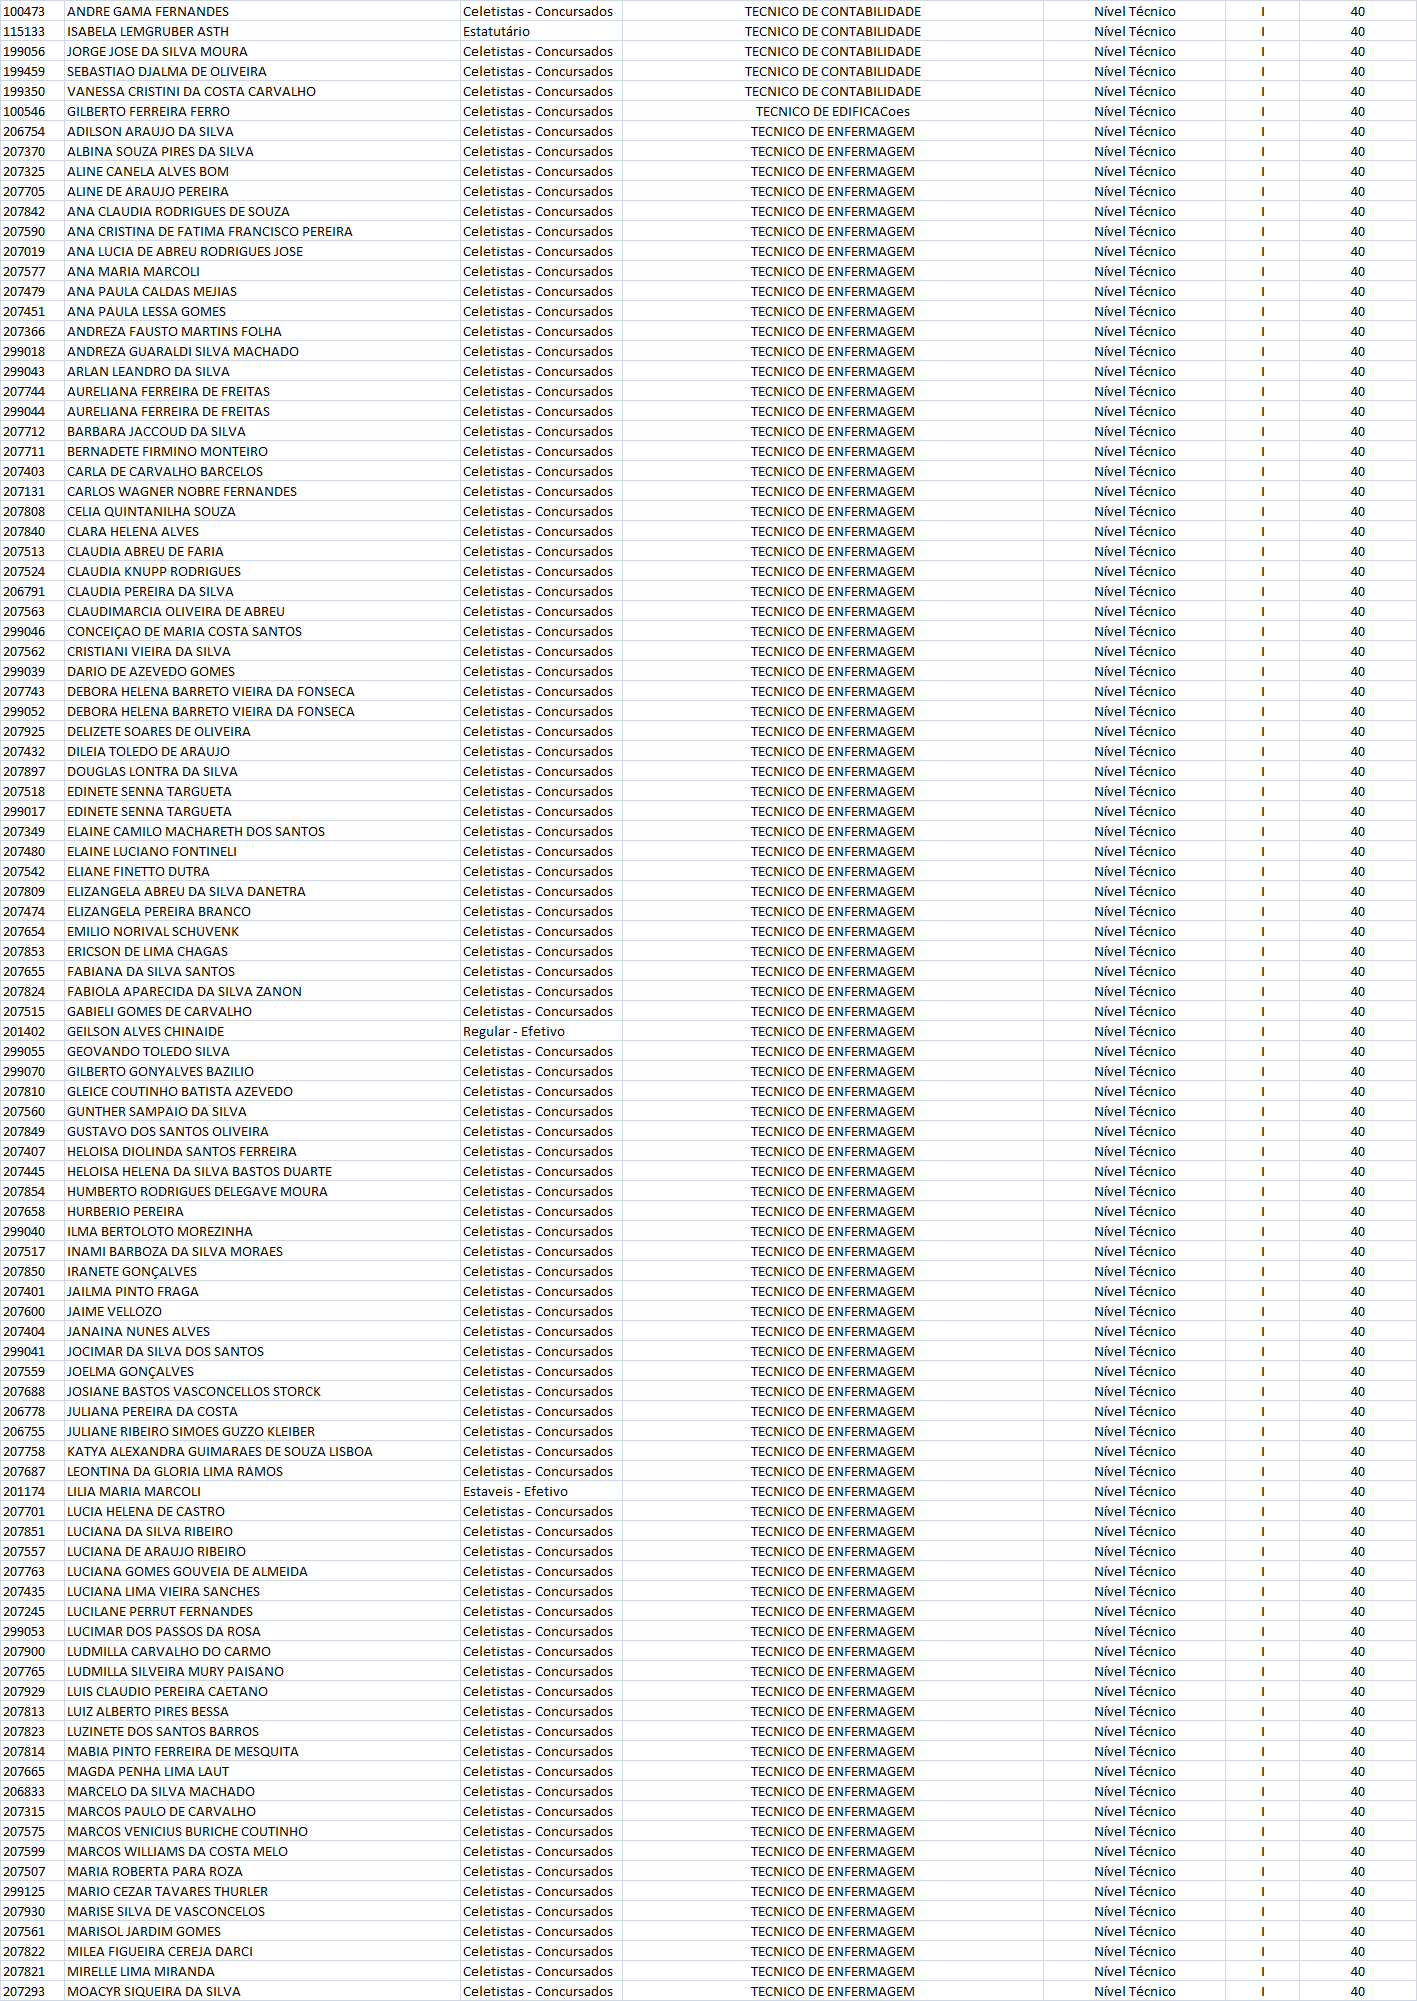 100473 ANDRE GAMA FERNANDES Celetistas - Concursados TECNICO DE CONTABILIDADE Nível Técnico I 40
115133 ISABELA LEMGRUBER ASTH Estatutário TECNICO DE CONTABILIDADE Nível Técnico I 40
199056 JORGE JOSE DA SILVA MOURA Celetistas - Concursados TECNICO DE CONTABILIDADE Nível Técnico I 40
199459 SEBASTIAO DJALMA DE OLIVEIRA Celetistas - Concursados TECNICO DE CONTABILIDADE Nível Técnico I 40
199350 VANESSA CRISTINI DA COSTA CARVALHO Celetistas - Concursados TECNICO DE CONTABILIDADE Nível Técnico I 40
100546 GILBERTO FERREIRA FERRO Celetistas - Concursados TECNICO DE EDIFICACoes Nível Técnico I 40
206754 ADILSON ARAUJO DA SILVA Celetistas - Concursados TECNICO DE ENFERMAGEM Nível Técnico I 40
207370 ALBINA SOUZA PIRES DA SILVA Celetistas - Concursados TECNICO DE ENFERMAGEM Nível Técnico I 40
207325 ALINE CANELA ALVES BOM Celetistas - Concursados TECNICO DE ENFERMAGEM Nível Técnico I 40
207705 ALINE DE ARAUJO PEREIRA Celetistas - Concursados TECNICO DE ENFERMAGEM Nível Técnico I 40
207842 ANA CLAUDIA RODRIGUES DE SOUZA Celetistas - Concursados TECNICO DE ENFERMAGEM Nível Técnico I 40
207590 ANA CRISTINA DE FATIMA FRANCISCO PEREIRA Celetistas - Concursados TECNICO DE ENFERMAGEM Nível Técnico I 40
207019 ANA LUCIA DE ABREU RODRIGUES JOSE Celetistas - Concursados TECNICO DE ENFERMAGEM Nível Técnico I 40
207577 ANA MARIA MARCOLI Celetistas - Concursados TECNICO DE ENFERMAGEM Nível Técnico I 40
207479 ANA PAULA CALDAS MEJIAS Celetistas - Concursados TECNICO DE ENFERMAGEM Nível Técnico I 40
207451 ANA PAULA LESSA GOMES Celetistas - Concursados TECNICO DE ENFERMAGEM Nível Técnico I 40
207366 ANDREZA FAUSTO MARTINS FOLHA Celetistas - Concursados TECNICO DE ENFERMAGEM Nível Técnico I 40
299018 ANDREZA GUARALDI SILVA MACHADO Celetistas - Concursados TECNICO DE ENFERMAGEM Nível Técnico I 40
299043 ARLAN LEANDRO DA SILVA Celetistas - Concursados TECNICO DE ENFERMAGEM Nível Técnico I 40
207744 AURELIANA FERREIRA DE FREITAS Celetistas - Concursados TECNICO DE ENFERMAGEM Nível Técnico I 40
299044 AURELIANA FERREIRA DE FREITAS Celetistas - Concursados TECNICO DE ENFERMAGEM Nível Técnico I 40
207712 BARBARA JACCOUD DA SILVA Celetistas - Concursados TECNICO DE ENFERMAGEM Nível Técnico I 40
207711 BERNADETE FIRMINO MONTEIRO Celetistas - Concursados TECNICO DE ENFERMAGEM Nível Técnico I 40
207403 CARLA DE CARVALHO BARCELOS Celetistas - Concursados TECNICO DE ENFERMAGEM Nível Técnico I 40
207131 CARLOS WAGNER NOBRE FERNANDES Celetistas - Concursados TECNICO DE ENFERMAGEM Nível Técnico I 40
207808 CELIA QUINTANILHA SOUZA Celetistas - Concursados TECNICO DE ENFERMAGEM Nível Técnico I 40
207840 CLARA HELENA ALVES Celetistas - Concursados TECNICO DE ENFERMAGEM Nível Técnico I 40
207513 CLAUDIA ABREU DE FARIA Celetistas - Concursados TECNICO DE ENFERMAGEM Nível Técnico I 40
207524 CLAUDIA KNUPP RODRIGUES Celetistas - Concursados TECNICO DE ENFERMAGEM Nível Técnico I 40
206791 CLAUDIA PEREIRA DA SILVA Celetistas - Concursados TECNICO DE ENFERMAGEM Nível Técnico I 40
207563 CLAUDIMARCIA OLIVEIRA DE ABREU Celetistas - Concursados TECNICO DE ENFERMAGEM Nível Técnico I 40
299046 CONCEIÇAO DE MARIA COSTA SANTOS Celetistas - Concursados TECNICO DE ENFERMAGEM Nível Técnico I 40
207562 CRISTIANI VIEIRA DA SILVA Celetistas - Concursados TECNICO DE ENFERMAGEM Nível Técnico I 40
299039 DARIO DE AZEVEDO GOMES Celetistas - Concursados TECNICO DE ENFERMAGEM Nível Técnico I 40
207743 DEBORA HELENA BARRETO VIEIRA DA FONSECA Celetistas - Concursados TECNICO DE ENFERMAGEM Nível Técnico I 40
299052 DEBORA HELENA BARRETO VIEIRA DA FONSECA Celetistas - Concursados TECNICO DE ENFERMAGEM Nível Técnico I 40
207925 DELIZETE SOARES DE OLIVEIRA Celetistas - Concursados TECNICO DE ENFERMAGEM Nível Técnico I 40
207432 DILEIA TOLEDO DE ARAUJO Celetistas - Concursados TECNICO DE ENFERMAGEM Nível Técnico I 40
207897 DOUGLAS LONTRA DA SILVA Celetistas - Concursados TECNICO DE ENFERMAGEM Nível Técnico I 40
207518 EDINETE SENNA TARGUETA Celetistas - Concursados TECNICO DE ENFERMAGEM Nível Técnico I 40
299017 EDINETE SENNA TARGUETA Celetistas - Concursados TECNICO DE ENFERMAGEM Nível Técnico I 40
207349 ELAINE CAMILO MACHARETH DOS SANTOS Celetistas - Concursados TECNICO DE ENFERMAGEM Nível Técnico I 40
207480 ELAINE LUCIANO FONTINELI Celetistas - Concursados TECNICO DE ENFERMAGEM Nível Técnico I 40
207542 ELIANE FINETTO DUTRA Celetistas - Concursados TECNICO DE ENFERMAGEM Nível Técnico I 40
207809 ELIZANGELA ABREU DA SILVA DANETRA Celetistas - Concursados TECNICO DE ENFERMAGEM Nível Técnico I 40
207474 ELIZANGELA PEREIRA BRANCO Celetistas - Concursados TECNICO DE ENFERMAGEM Nível Técnico I 40
207654 EMILIO NORIVAL SCHUVENK Celetistas - Concursados TECNICO DE ENFERMAGEM Nível Técnico I 40
207853 ERICSON DE LIMA CHAGAS Celetistas - Concursados TECNICO DE ENFERMAGEM Nível Técnico I 40
207655 FABIANA DA SILVA SANTOS Celetistas - Concursados TECNICO DE ENFERMAGEM Nível Técnico I 40
207824 FABIOLA APARECIDA DA SILVA ZANON Celetistas - Concursados TECNICO DE ENFERMAGEM Nível Técnico I 40
207515 GABIELI GOMES DE CARVALHO Celetistas - Concursados TECNICO DE ENFERMAGEM Nível Técnico I 40
201402 GEILSON ALVES CHINAIDE Regular - Efetivo TECNICO DE ENFERMAGEM Nível Técnico I 40
299055 GEOVANDO TOLEDO SILVA Celetistas - Concursados TECNICO DE ENFERMAGEM Nível Técnico I 40
299070 GILBERTO GONYALVES BAZILIO Celetistas - Concursados TECNICO DE ENFERMAGEM Nível Técnico I 40
207810 GLEICE COUTINHO BATISTA AZEVEDO Celetistas - Concursados TECNICO DE ENFERMAGEM Nível Técnico I 40
207560 GUNTHER SAMPAIO DA SILVA Celetistas - Concursados TECNICO DE ENFERMAGEM Nível Técnico I 40
207849 GUSTAVO DOS SANTOS OLIVEIRA Celetistas - Concursados TECNICO DE ENFERMAGEM Nível Técnico I 40
207407 HELOISA DIOLINDA SANTOS FERREIRA Celetistas - Concursados TECNICO DE ENFERMAGEM Nível Técnico I 40
207445 HELOISA HELENA DA SILVA BASTOS DUARTE Celetistas - Concursados TECNICO DE ENFERMAGEM Nível Técnico I 40
207854 HUMBERTO RODRIGUES DELEGAVE MOURA Celetistas - Concursados TECNICO DE ENFERMAGEM Nível Técnico I 40
207658 HURBERIO PEREIRA Celetistas - Concursados TECNICO DE ENFERMAGEM Nível Técnico I 40
299040 ILMA BERTOLOTO MOREZINHA Celetistas - Concursados TECNICO DE ENFERMAGEM Nível Técnico I 40
207517 INAMI BARBOZA DA SILVA MORAES Celetistas - Concursados TECNICO DE ENFERMAGEM Nível Técnico I 40
207850 IRANETE GONÇALVES Celetistas - Concursados TECNICO DE ENFERMAGEM Nível Técnico I 40
207401 JAILMA PINTO FRAGA Celetistas - Concursados TECNICO DE ENFERMAGEM Nível Técnico I 40
207600 JAIME VELLOZO Celetistas - Concursados TECNICO DE ENFERMAGEM Nível Técnico I 40
207404 JANAINA NUNES ALVES Celetistas - Concursados TECNICO DE ENFERMAGEM Nível Técnico I 40
299041 JOCIMAR DA SILVA DOS SANTOS Celetistas - Concursados TECNICO DE ENFERMAGEM Nível Técnico I 40
207559 JOELMA GONÇALVES Celetistas - Concursados TECNICO DE ENFERMAGEM Nível Técnico I 40
207688 JOSIANE BASTOS VASCONCELLOS STORCK Celetistas - Concursados TECNICO DE ENFERMAGEM Nível Técnico I 40
206778 JULIANA PEREIRA DA COSTA Celetistas - Concursados TECNICO DE ENFERMAGEM Nível Técnico I 40
206755 JULIANE RIBEIRO SIMOES GUZZO KLEIBER Celetistas - Concursados TECNICO DE ENFERMAGEM Nível Técnico I 40
207758 KATYA ALEXANDRA GUIMARAES DE SOUZA LISBOA Celetistas - Concursados TECNICO DE ENFERMAGEM Nível Técnico I 40
207687 LEONTINA DA GLORIA LIMA RAMOS Celetistas - Concursados TECNICO DE ENFERMAGEM Nível Técnico I 40
201174 LILIA MARIA MARCOLI Estaveis - Efetivo TECNICO DE ENFERMAGEM Nível Técnico I 40
207701 LUCIA HELENA DE CASTRO Celetistas - Concursados TECNICO DE ENFERMAGEM Nível Técnico I 40
207851 LUCIANA DA SILVA RIBEIRO Celetistas - Concursados TECNICO DE ENFERMAGEM Nível Técnico I 40
207557 LUCIANA DE ARAUJO RIBEIRO Celetistas - Concursados TECNICO DE ENFERMAGEM Nível Técnico I 40
207763 LUCIANA GOMES GOUVEIA DE ALMEIDA Celetistas - Concursados TECNICO DE ENFERMAGEM Nível Técnico I 40
207435 LUCIANA LIMA VIEIRA SANCHES Celetistas - Concursados TECNICO DE ENFERMAGEM Nível Técnico I 40
207245 LUCILANE PERRUT FERNANDES Celetistas - Concursados TECNICO DE ENFERMAGEM Nível Técnico I 40
299053 LUCIMAR DOS PASSOS DA ROSA Celetistas - Concursados TECNICO DE ENFERMAGEM Nível Técnico I 40
207900 LUDMILLA CARVALHO DO CARMO Celetistas - Concursados TECNICO DE ENFERMAGEM Nível Técnico I 40
207765 LUDMILLA SILVEIRA MURY PAISANO Celetistas - Concursados TECNICO DE ENFERMAGEM Nível Técnico I 40
207929 LUIS CLAUDIO PEREIRA CAETANO Celetistas - Concursados TECNICO DE ENFERMAGEM Nível Técnico I 40
207813 LUIZ ALBERTO PIRES BESSA Celetistas - Concursados TECNICO DE ENFERMAGEM Nível Técnico I 40
207823 LUZINETE DOS SANTOS BARROS Celetistas - Concursados TECNICO DE ENFERMAGEM Nível Técnico I 40
207814 MABIA PINTO FERREIRA DE MESQUITA Celetistas - Concursados TECNICO DE ENFERMAGEM Nível Técnico I 40
207665 MAGDA PENHA LIMA LAUT Celetistas - Concursados TECNICO DE ENFERMAGEM Nível Técnico I 40
206833 MARCELO DA SILVA MACHADO Celetistas - Concursados TECNICO DE ENFERMAGEM Nível Técnico I 40
207315 MARCOS PAULO DE CARVALHO Celetistas - Concursados TECNICO DE ENFERMAGEM Nível Técnico I 40
207575 MARCOS VENICIUS BURICHE COUTINHO Celetistas - Concursados TECNICO DE ENFERMAGEM Nível Técnico I 40
207599 MARCOS WILLIAMS DA COSTA MELO Celetistas - Concursados TECNICO DE ENFERMAGEM Nível Técnico I 40
207507 MARIA ROBERTA PARA ROZA Celetistas - Concursados TECNICO DE ENFERMAGEM Nível Técnico I 40
299125 MARIO CEZAR TAVARES THURLER Celetistas - Concursados TECNICO DE ENFERMAGEM Nível Técnico I 40
207930 MARISE SILVA DE VASCONCELOS Celetistas - Concursados TECNICO DE ENFERMAGEM Nível Técnico I 40
207561 MARISOL JARDIM GOMES Celetistas - Concursados TECNICO DE ENFERMAGEM Nível Técnico I 40
207822 MILEA FIGUEIRA CEREJA DARCI Celetistas - Concursados TECNICO DE ENFERMAGEM Nível Técnico I 40
207821 MIRELLE LIMA MIRANDA Celetistas - Concursados TECNICO DE ENFERMAGEM Nível Técnico I 40
207293 MOACYR SIQUEIRA DA SILVA Celetistas - Concursados TECNICO DE ENFERMAGEM Nível Técnico I 40